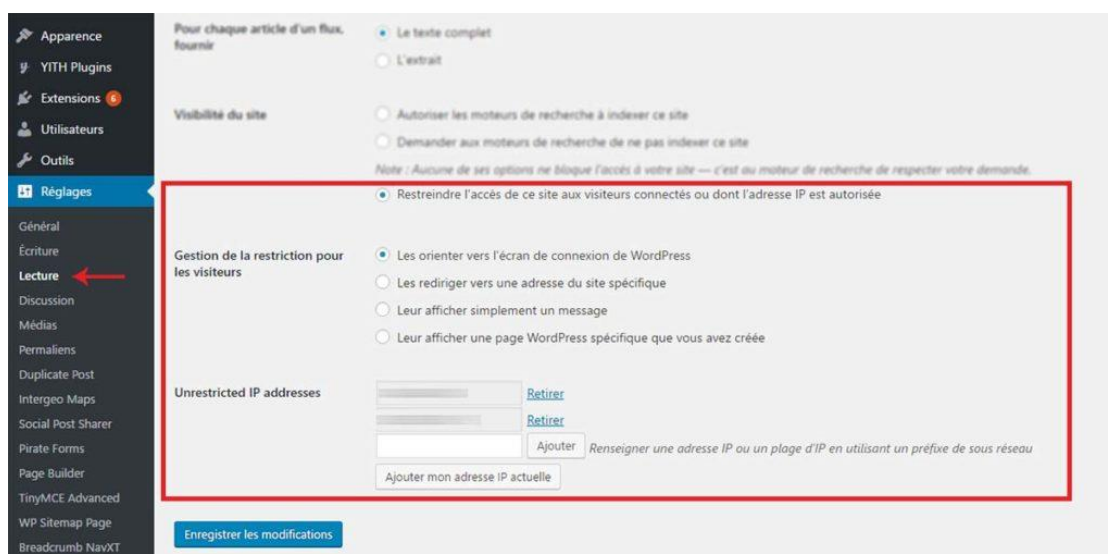 Apparence
YITH Plugins
Extensions 6
Utilisateurs
Outils
Réglages
Général
Écriture
Lecture
Discussion
Médias
Permaliens
Duplicate Post
Intergeo Maps
Social Post Sharer
Pirate Forms
Page Builder
TinyMCE Advanced
WP Sitemap Page
Breadcrumb NavXT
Pour chaque article d'un flux,
fournir
Le texte complet
L'extrait
Visibilité du site
Autoriser les moteurs de recherche à indexer ce site
Demander aux moteurs de recherche de ne pas indexer ce site
Note : Aucune de ses options ne bloque l'accès à votre site — c'est au moteur de recherche de respecter votre demande.
Restreindre l'accès de ce site aux visiteurs connectés ou dont l'adresse IP est autorisée
Gestion de la restriction pour
les visiteurs
Les orienter vers l'écran de connexion de WordPress
Les rediriger vers une adresse du site spécifique
Leur afficher simplement un message
Leur afficher une page WordPress spécifique que vous avez créée
Unrestricted IP addresses
Retirer
Retirer
Ajouter Renseigner une adresse IP ou un plage d'IP en utilisant un préfixe de sous réseau
Ajouter mon adresse IP actuelle
Enregistrer les modifications